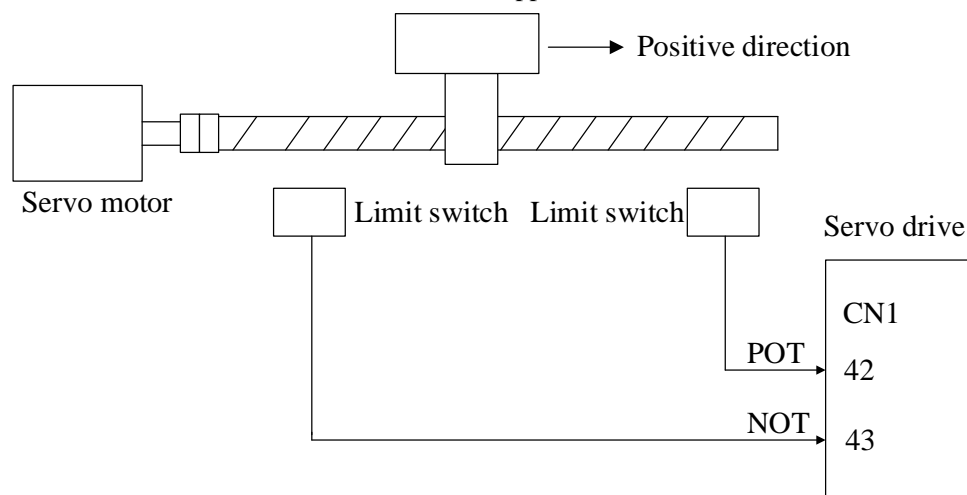 Positive direction
Servo motor
Limit switch
Limit switch
Servo drive
CN1
POT
42
NOT
43